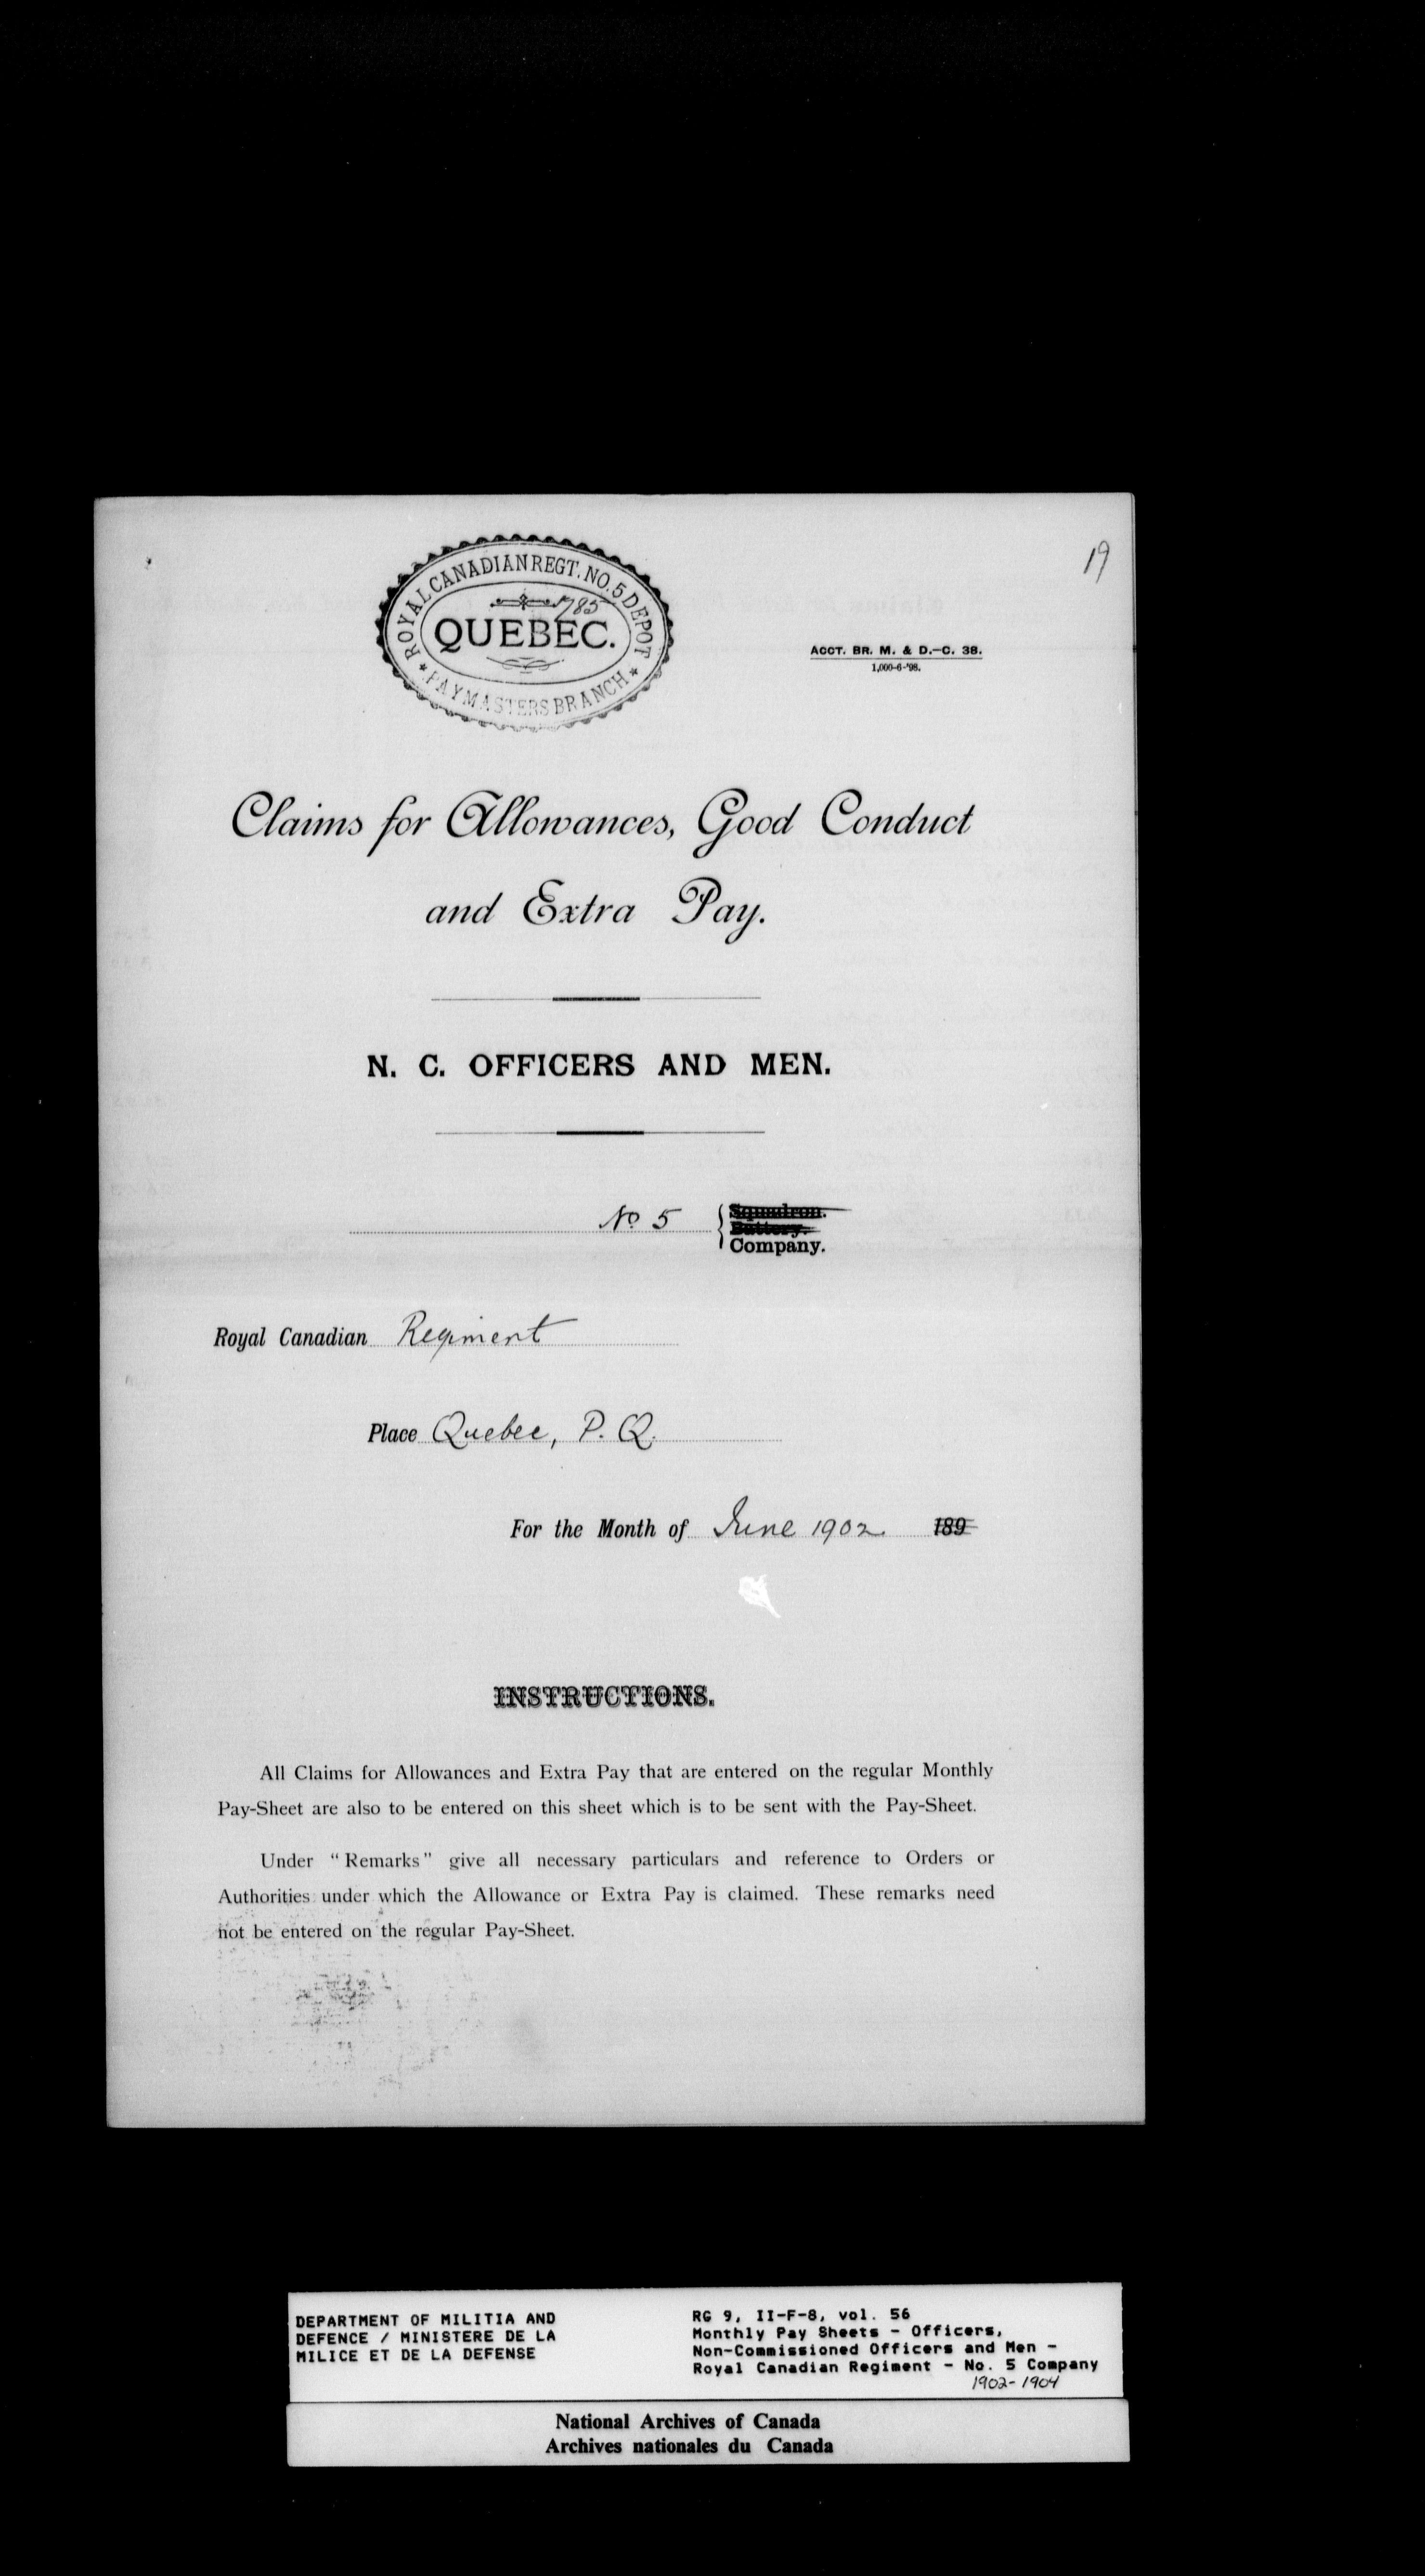 19
ROYAL CANADIAN REGT. NO. 5 DEPOT
1785
QUEBEC.
* PAYMASTERS BRANCH *
ACCT. BR. M. & D.—C. 38.
1,000-6-'98.
Claims for Allowances, Good Conduct
and Extra Pay.
N. C. OFFICERS AND MEN.
Squadron.
No 5 { Battery.
Company.
Royal Canadian Regiment
Place Quebec, P. Q.
For the Month of June 1902 189
INSTRUCTIONS.
All Claims for Allowances and Extra Pay that are entered on the regular Monthly
Pay-Sheet are also to be entered on this sheet which is to be sent with the Pay-Sheet.
Under "Remarks" give all necessary particulars and reference to Orders or
Authorities under which the Allowance or Extra Pay is claimed. These remarks need
not be entered on the regular Pay-Sheet.
DEPARTMENT OF MILITIA AND
DEFENCE / MINISTERE DE LA
MILICE ET DE LA DEFENSE
RG 9, II-F-8, vol. 56
Monthly Pay Sheets - Officers,
Non-Commissioned Officers and Men -
Royal Canadian Regiment - No. 5 Company
1902-1904
National Archives of Canada
Archives nationales du Canada